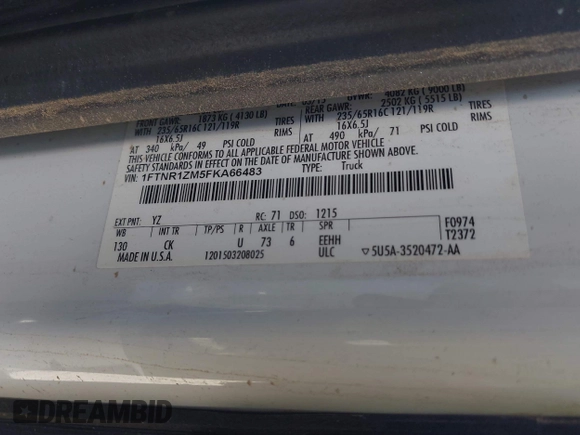 GVWR: 4082 KG ( 9000 LB)
FRONT GAWR: 1873 KG ( 4130 LB) REAR GAWR: 2502 KG ( 5515 LB)
WITH 235/65R16C 121/119R TIRES WITH 235/65R16C 121/119R TIRES
16X6.5J RIMS 16X6.5J RIMS
AT 340 kPa/ 49 PSI COLD AT 490 kPa/ 71 PSI COLD
THIS VEHICLE CONFORMS TO ALL APPLICABLE FEDERAL MOTOR VEHICLE
SAFETY STANDARDS IN EFFECT ON THE DATE OF MANUFACTURE SHOWN ABOVE.
VIN: 1FTNR1ZM5FKA66483 TYPE: Truck
EXT PNT: YZ RC: 71 DSO: 1215
WB INT TR TP/PS R AXLE TR SPR F0974
130 CK U 73 6 EEHH T2372
MADE IN U.S.A. 1201503208025 ULC 5U5A-3520472-AA
DREAMBID